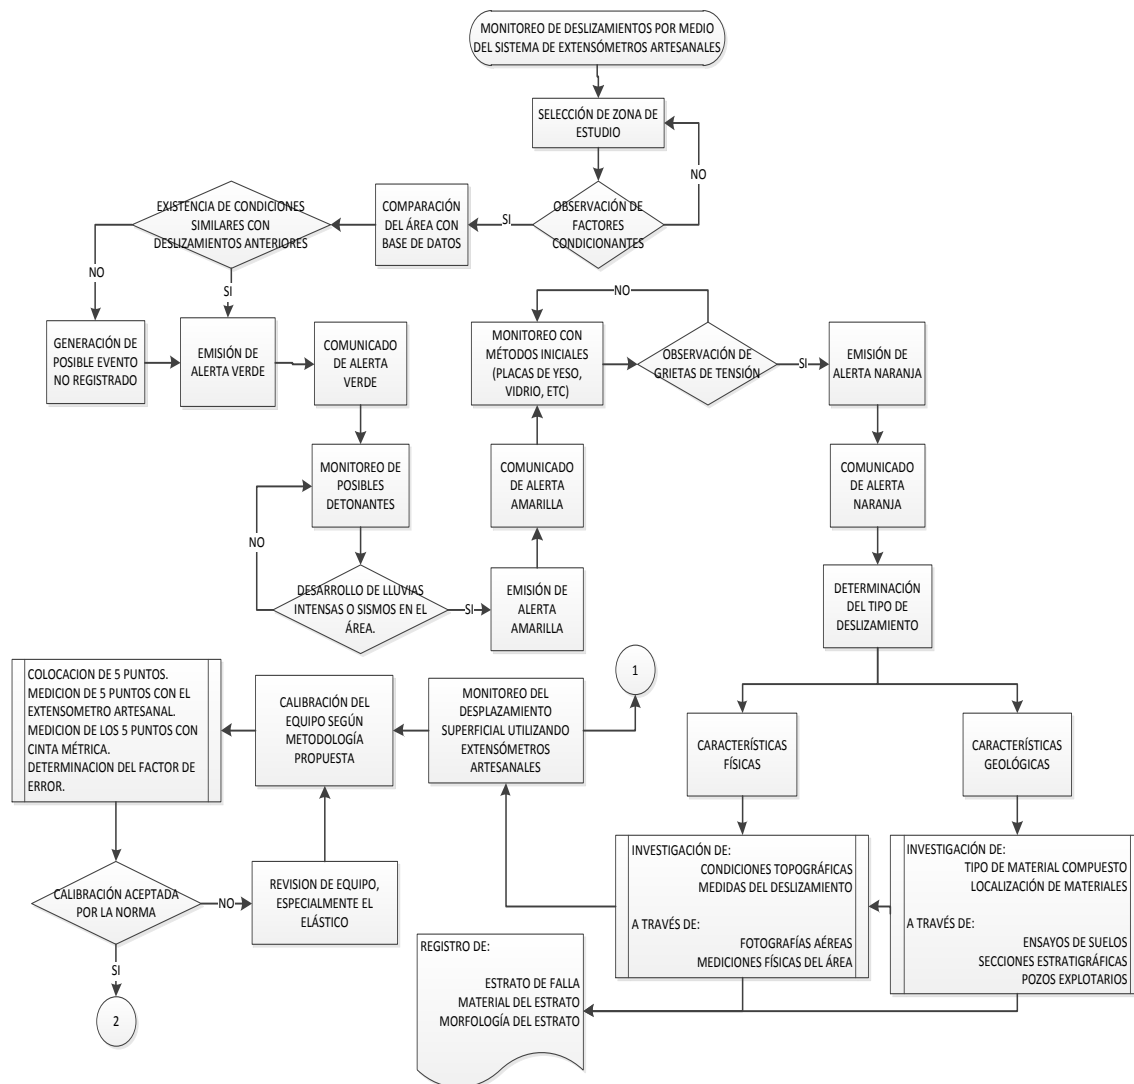 MONITOREO DE DESLIZAMIENTOS POR MEDIO
DEL SISTEMA DE EXTENSÓMETROS ARTESANALES
SELECCIÓN DE ZONA DE
ESTUDIO
NO
OBSERVACIÓN DE
FACTORES
CONDICIONANTES
SI
COMPARACIÓN
DEL ÁREA CON
BASE DE DATOS
EXISTENCIA DE CONDICIONES
SIMILARES CON
DESLIZAMIENTOS ANTERIORES
NO
SI
GENERACIÓN DE
POSIBLE EVENTO
NO REGISTRADO
EMISIÓN DE
ALERTA VERDE
COMUNICADO
DE ALERTA
VERDE
MONITOREO DE
POSIBLES
DETONANTES
NO
DESARROLLO DE LLUVIAS
INTENSAS O SISMOS EN EL
ÁREA.
SI
EMISIÓN DE
ALERTA
AMARILLA
COMUNICADO
DE ALERTA
AMARILLA
MONITOREO CON
MÉTODOS INICIALES
(PLACAS DE YESO,
VIDRIO, ETC)
NO
OBSERVACIÓN DE
GRIETAS DE TENSIÓN
SI
EMISIÓN DE
ALERTA NARANJA
COMUNICADO
DE ALERTA
NARANJA
DETERMINACIÓN
DEL TIPO DE
DESLIZAMIENTO
CARACTERÍSTICAS
FÍSICAS
CARACTERÍSTICAS
GEOLÓGICAS
INVESTIGACIÓN DE:
CONDICIONES TOPOGRÁFICAS
MEDIDAS DEL DESLIZAMIENTO
A TRAVÉS DE:
FOTOGRAFÍAS AÉREAS
MEDICIONES FÍSICAS DEL ÁREA
INVESTIGACIÓN DE:
TIPO DE MATERIAL COMPUESTO
LOCALIZACIÓN DE MATERIALES
A TRAVÉS DE:
ENSAYOS DE SUELOS
SECCIONES ESTRATIGRÁFICAS
POZOS EXPLOTARIOS
REGISTRO DE:
ESTRATO DE FALLA
MATERIAL DEL ESTRATO
MORFOLOGÍA DEL ESTRATO
1
MONITOREO DEL
DESPLAZAMIENTO
SUPERFICIAL UTILIZANDO
EXTENSÓMETROS
ARTESANALES
CALIBRACIÓN DEL
EQUIPO SEGÚN
METODOLOGÍA
PROPUESTA
COLOCACION DE 5 PUNTOS.
MEDICION DE 5 PUNTOS CON EL
EXTENSOMETRO ARTESANAL.
MEDICION DE LOS 5 PUNTOS CON
CINTA MÉTRICA.
DETERMINACION DEL FACTOR DE
ERROR.
CALIBRACIÓN ACEPTADA
POR LA NORMA
NO
REVISION DE EQUIPO,
ESPECIALMENTE EL
ELÁSTICO
SI
2